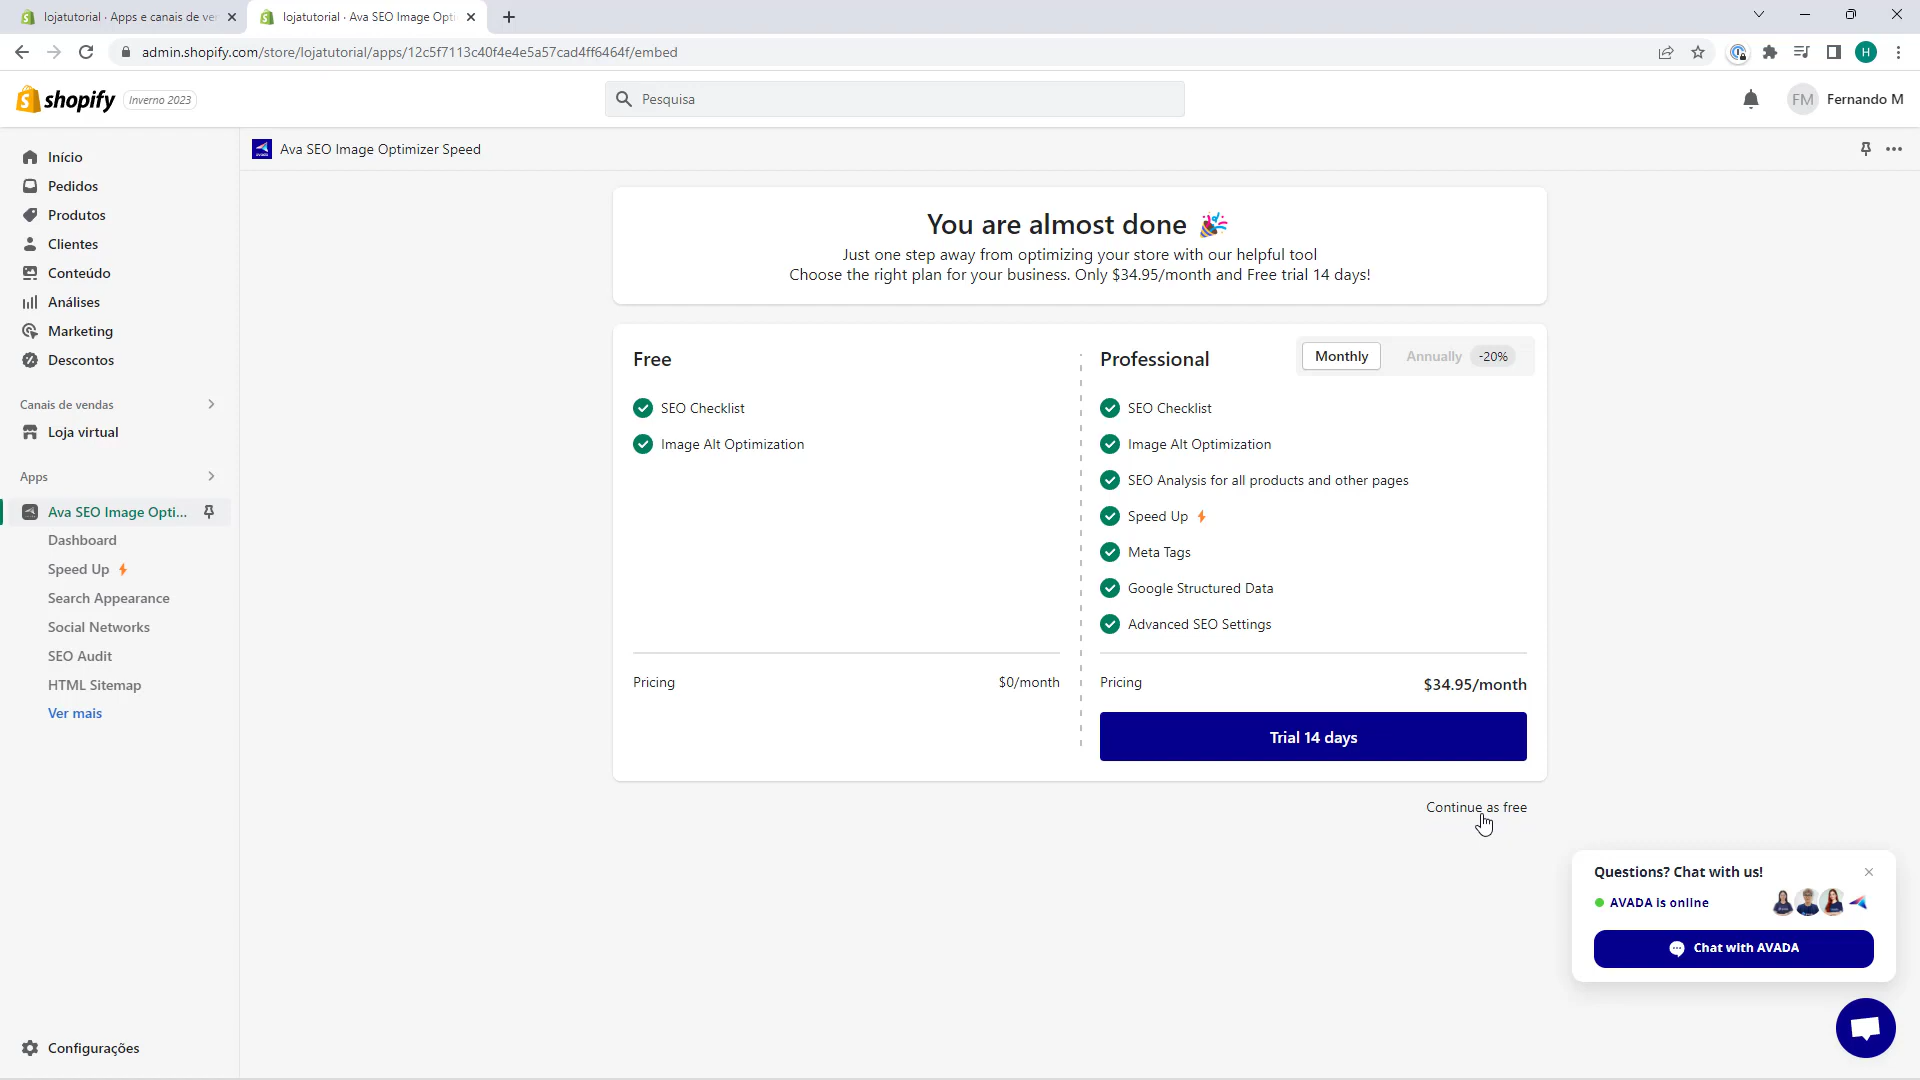 lojatutorial · Apps e canais de ver
lojatutorial · Ava SEO Image Opti
admin.shopify.com/store/lojatutorial/apps/12c5f7113c40f4e4e5a57cad4ff6464f/embed
H
shopify
Inverno 2023
Pesquisa
FM
Fernando M
Início
Pedidos
Produtos
Clientes
Conteúdo
Análises
Marketing
Descontos
Canais de vendas
Loja virtual
Apps
Ava SEO Image Opti...
Dashboard
Speed Up
Search Appearance
Social Networks
SEO Audit
HTML Sitemap
Ver mais
Configurações
Ava SEO Image Optimizer Speed
You are almost done
Just one step away from optimizing your store with our helpful tool
Choose the right plan for your business. Only $34.95/month and Free trial 14 days!
Free
SEO Checklist
Image Alt Optimization
Pricing
$0/month
Professional
Monthly
Annually
-20%
SEO Checklist
Image Alt Optimization
SEO Analysis for all products and other pages
Speed Up
Meta Tags
Google Structured Data
Advanced SEO Settings
Pricing
$34.95/month
Trial 14 days
Continue as free
Questions? Chat with us!
AVADA is online
Chat with AVADA